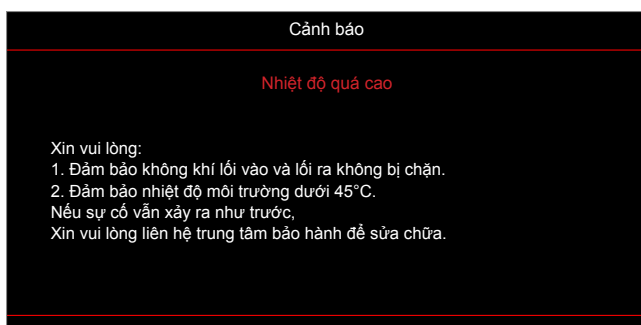 Cảnh báo
Nhiệt độ quá cao
Xin vui lòng:
1. Đảm bảo không khí lối vào và lối ra không bị chặn.
2. Đảm bảo nhiệt độ môi trường dưới 45°C.
Nếu sự cố vẫn xảy ra như trước,
Xin vui lòng liên hệ trung tâm bảo hành để sửa chữa.